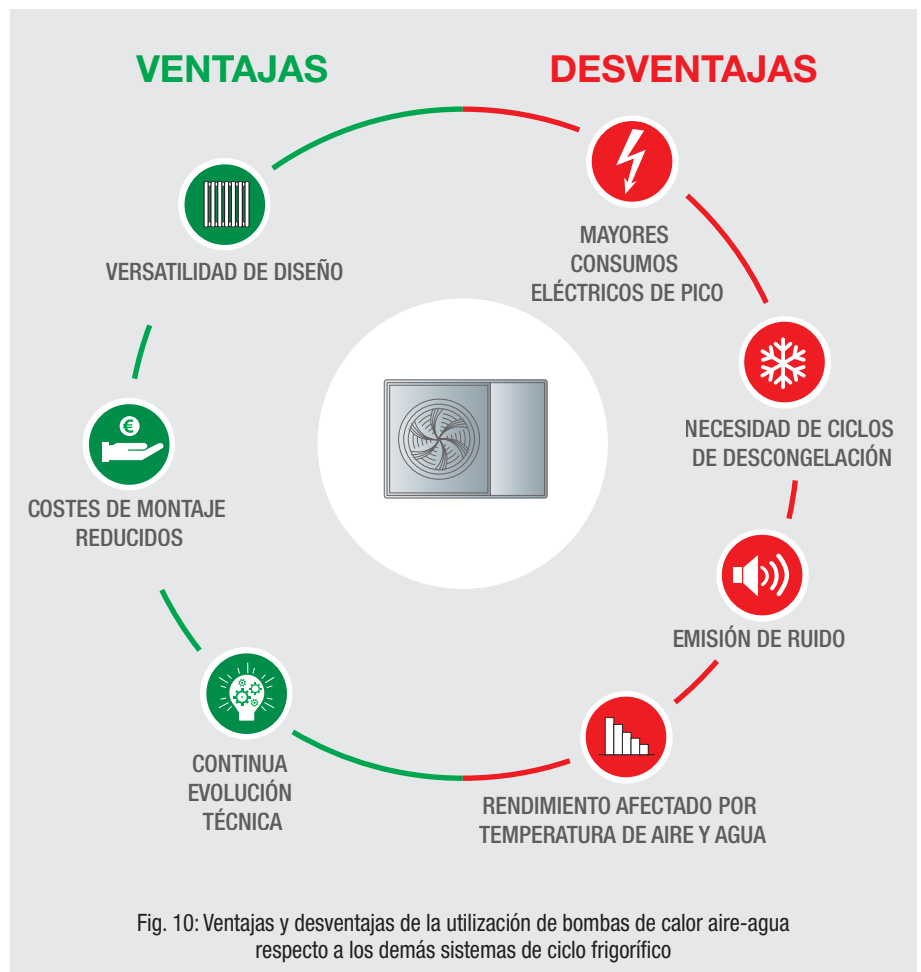 VENTAJAS
VERSATILIDAD DE DISEÑO
€
COSTES DE MONTAJE
REDUCIDOS
CONTINUA
EVOLUCIÓN
TÉCNICA
DESVENTAJAS
MAYORES
CONSUMOS
ELÉCTRICOS DE PICO
NECESIDAD DE CICLOS
DE DESCONGELACIÓN
EMISIÓN DE RUIDO
RENDIMIENTO AFECTADO POR
TEMPERATURA DE AIRE Y AGUA
Fig. 10: Ventajas y desventajas de la utilización de bombas de calor aire-agua
respecto a los demás sistemas de ciclo frigorífico